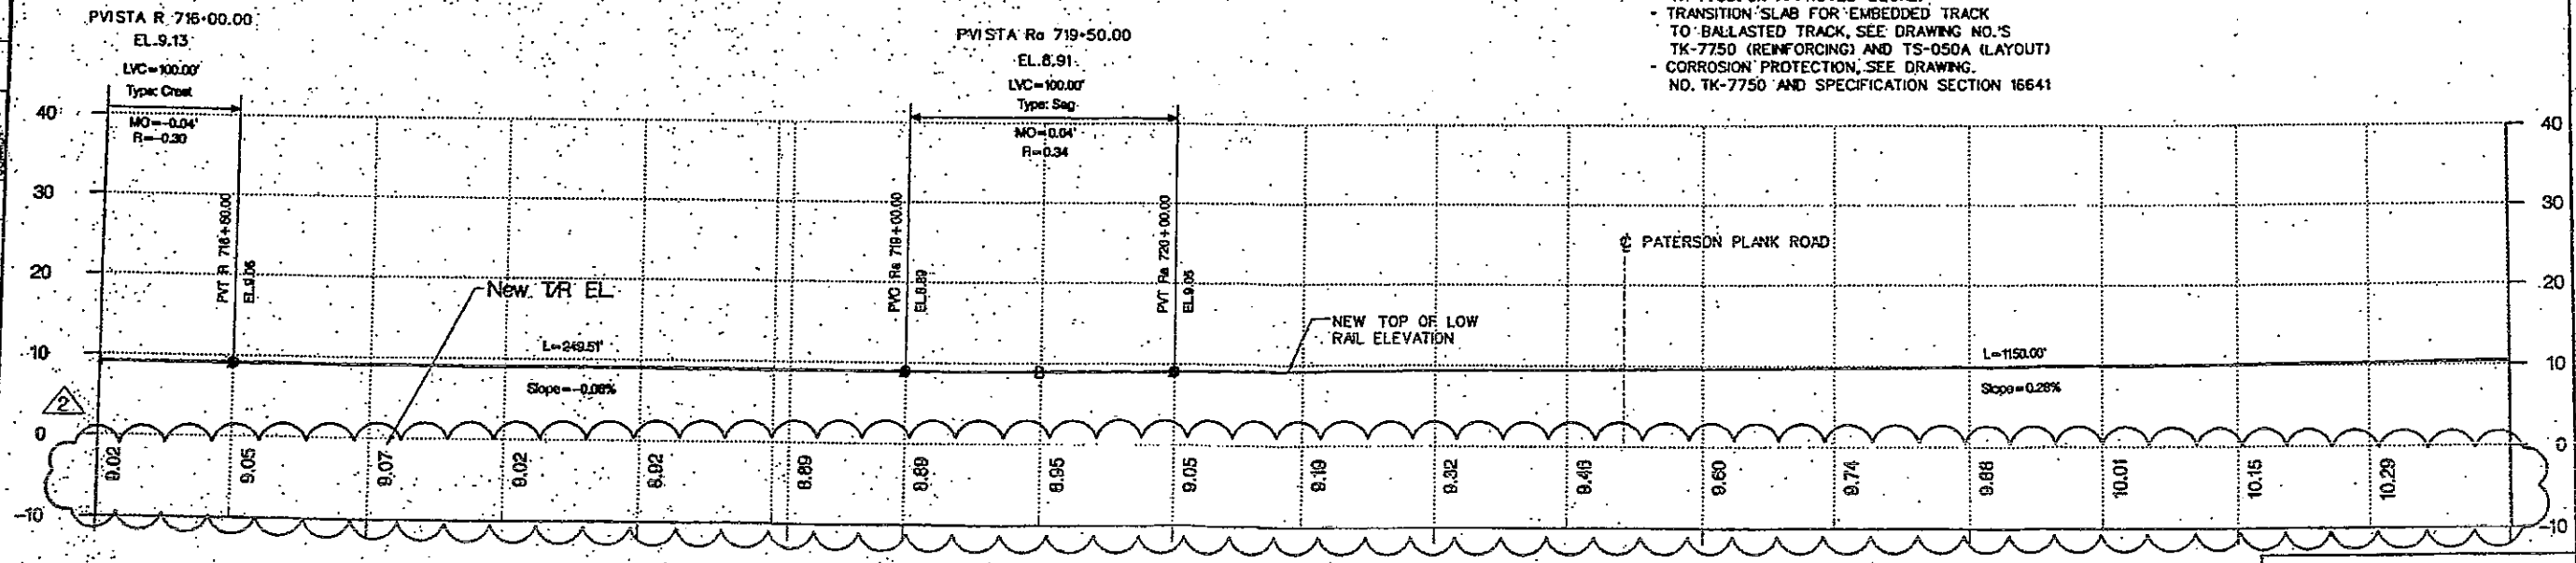 - TRANSITION SLAB FOR EMBEDDED TRACK
TO BALLASTED TRACK, SEE DRAWING NO.'S
TK-7750 (REINFORCING) AND TS-050A (LAYOUT)
- CORROSION PROTECTION, SEE DRAWING.
NO. TK-7750 AND SPECIFICATION SECTION 16641
PVISTA R 716+00.00
EL.9.13
LVC=100.00'
Type: Crest
MO=-0.04'
R=-0.30
PVISTA Ra 719+50.00
EL.8.91
LVC=100.00'
Type: Sag
MO=0.04'
R=0.34
40
30
20
10
0
-10
40
30
20
10
0
-10
PVT R 716+50.00
EL.9.05
PVC Ra 719+00.00
EL.8.89
PVT Ra 720+00.00
EL.9.05
New T/R EL
L=249.51'
Slope=-0.08%
NEW TOP OF LOW
RAIL ELEVATION
℄ PATERSON PLANK ROAD
L=1150.00'
Slope=0.28%
2
9.02
9.05
9.07
9.02
8.92
8.89
8.89
8.95
9.05
9.19
9.32
9.46
9.60
9.74
9.88
10.01
10.15
10.29